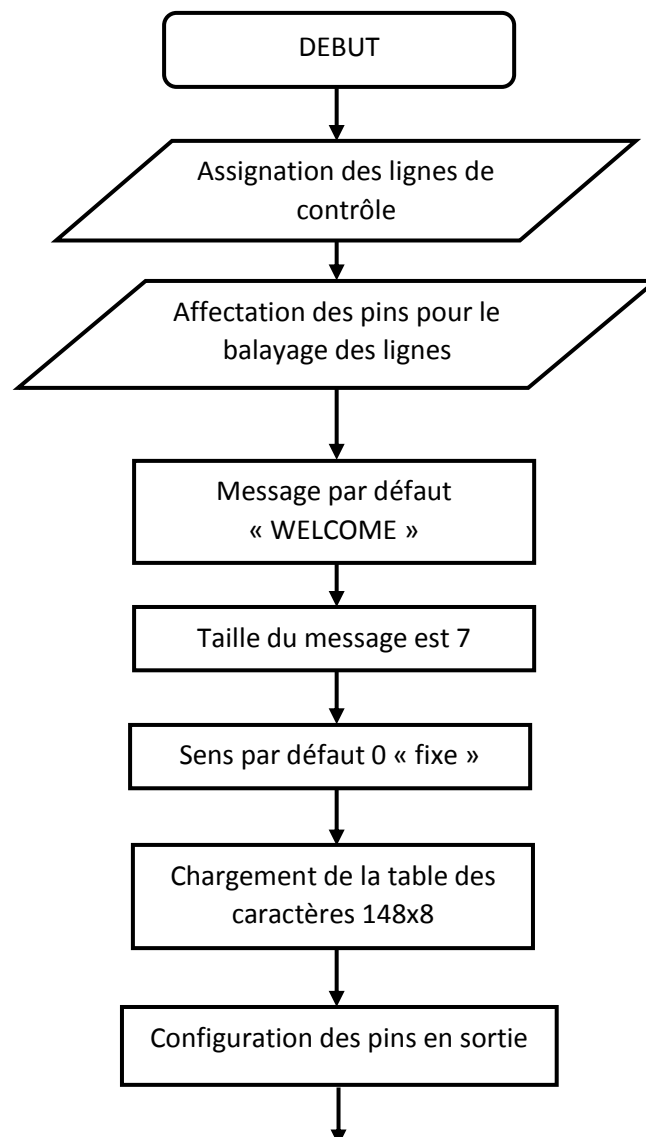 DEBUT
Assignation des lignes de
contrôle
Affectation des pins pour le
balayage des lignes
Message par défaut
« WELCOME »
Taille du message est 7
Sens par défaut 0 « fixe »
Chargement de la table des
caractères 148x8
Configuration des pins en sortie